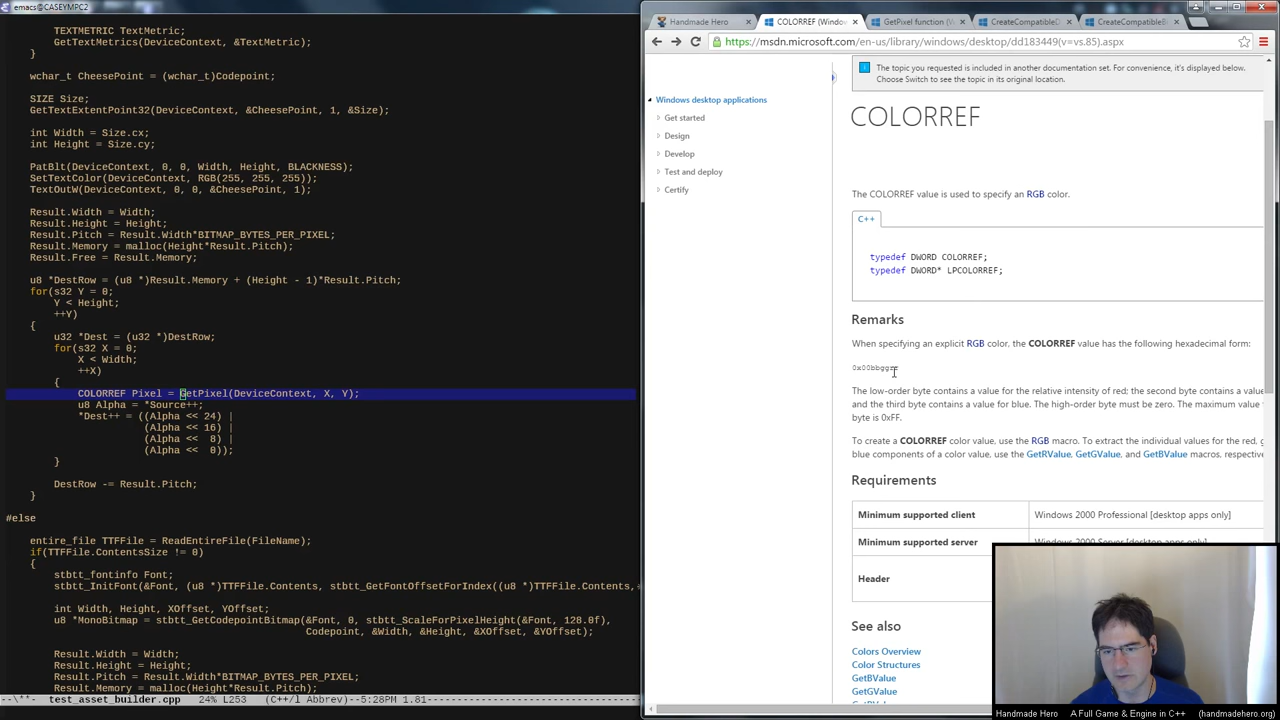 emacs@CASEYMPC2
TEXTMETRIC TextMetric;
GetTextMetrics(DeviceContext, &TextMetric);
}
wchar_t CheesePoint = (wchar_t)Codepoint;
SIZE Size;
GetTextExtentPoint32(DeviceContext, &CheesePoint, 1, &Size);
int Width = Size.cx;
int Height = Size.cy;
PatBlt(DeviceContext, 0, 0, Width, Height, BLACKNESS);
SetTextColor(DeviceContext, RGB(255, 255, 255));
TextOutW(DeviceContext, 0, 0, &CheesePoint, 1);
Result.Width = Width;
Result.Height = Height;
Result.Pitch = Result.Width*BITMAP_BYTES_PER_PIXEL;
Result.Memory = malloc(Height*Result.Pitch);
Result.Free = Result.Memory;
u8 *DestRow = (u8 *)Result.Memory + (Height - 1)*Result.Pitch;
for(s32 Y = 0;
Y < Height;
++Y)
{
u32 *Dest = (u32 *)DestRow;
for(s32 X = 0;
X < Width;
++X)
{
COLORREF Pixel = GetPixel(DeviceContext, X, Y);
u8 Alpha = *Source++;
*Dest++ = ((Alpha << 24) |
(Alpha << 16) |
(Alpha << 8) |
(Alpha << 0));
}
DestRow -= Result.Pitch;
}
#else
entire_file TTFFile = ReadEntireFile(FileName);
if(TTFFile.ContentsSize != 0)
{
stbtt_fontinfo Font;
stbtt_InitFont(&Font, (u8 *)TTFFile.Contents, stbtt_GetFontOffsetForIndex((u8 *)TTFFile.Contents,
int Width, Height, XOffset, YOffset;
u8 *MonoBitmap = stbtt_GetCodepointBitmap(&Font, 0, stbtt_ScaleForPixelHeight(&Font, 128.0f),
Codepoint, &Width, &Height, &XOffset, &YOffset);
Result.Width = Width;
Result.Height = Height;
Result.Pitch = Result.Width*BITMAP_BYTES_PER_PIXEL;
Result.Memory = malloc(Height*Result.Pitch);
--\**- test_asset_builder.cpp 24% L253 (C++/l Abbrev)--5:28PM 1.81
Handmade Hero
COLORREF (Window
GetPixel function (W
CreateCompatibleD
CreateCompatibleB
https://msdn.microsoft.com/en-us/library/windows/desktop/dd183449(v=vs.85).aspx
Windows desktop applications
Get started
Design
Develop
Test and deploy
Certify
The topic you requested is included in another documentation set. For convenience, it's displayed below.
Choose Switch to see the topic in its original location.
COLORREF
The COLORREF value is used to specify an RGB color.
C++
typedef DWORD COLORREF;
typedef DWORD* LPCOLORREF;
Remarks
When specifying an explicit RGB color, the COLORREF value has the following hexadecimal form:
0x00bbggrr
The low-order byte contains a value for the relative intensity of red; the second byte contains a value
and the third byte contains a value for blue. The high-order byte must be zero. The maximum value
byte is 0xFF.
To create a COLORREF color value, use the RGB macro. To extract the individual values for the red, g
blue components of a color value, use the GetRValue, GetGValue, and GetBValue macros, respective
Requirements
Minimum supported client
Windows 2000 Professional [desktop apps only]
Minimum supported server
Windows 2000 Server [desktop apps only]
Header
See also
Colors Overview
Color Structures
GetBValue
GetGValue
Handmade Hero A Full Game & Engine in C++ (handmadehero.org)